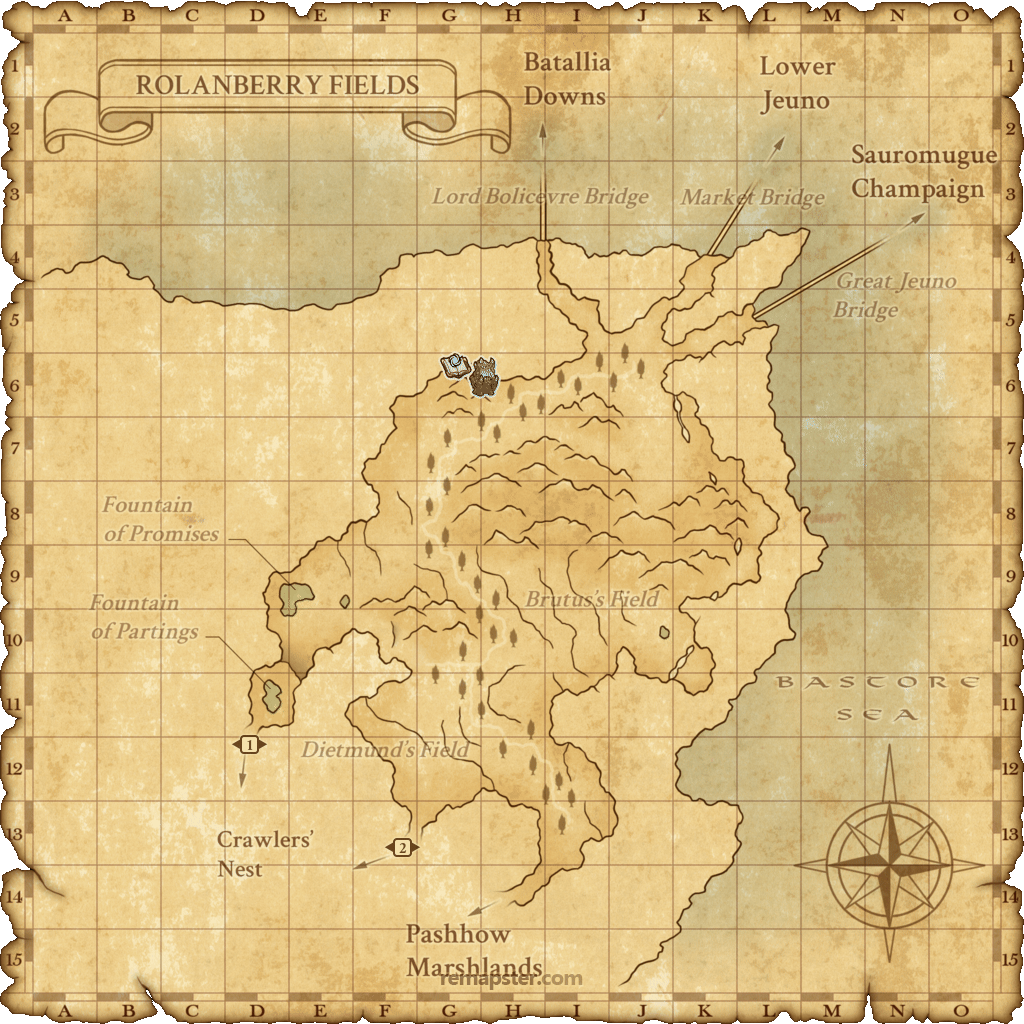 A B C D E F G H I J K L M N O
1 1
2 2
3 3
4 4
5 5
6 6
7 7
8 8
9 9
10 10
11 11
12 12
13 13
14 14
15 15
A B C D E F G H I J K L M N O
ROLANBERRY FIELDS
Batallia
Downs
Lower
Jeuno
Sauromugue
Champaign
Lord Bolicevre Bridge
Market Bridge
Great Jeuno
Bridge
Fountain
of Promises
Fountain
of Partings
Brutus's Field
BASTORE
SEA
1
Dietmund's Field
Crawlers'
Nest
2
Pashhow
Marshlands
remapster.com